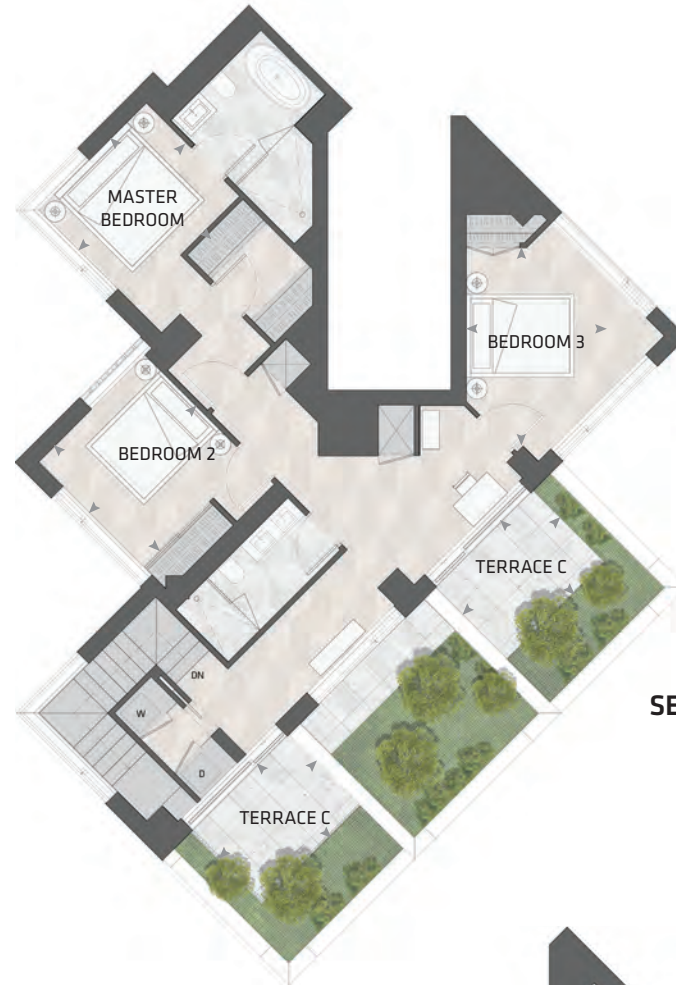 MASTER
BEDROOM
BEDROOM 3
BEDROOM 2
TERRACE C
DN
SE
W
D
TERRACE C